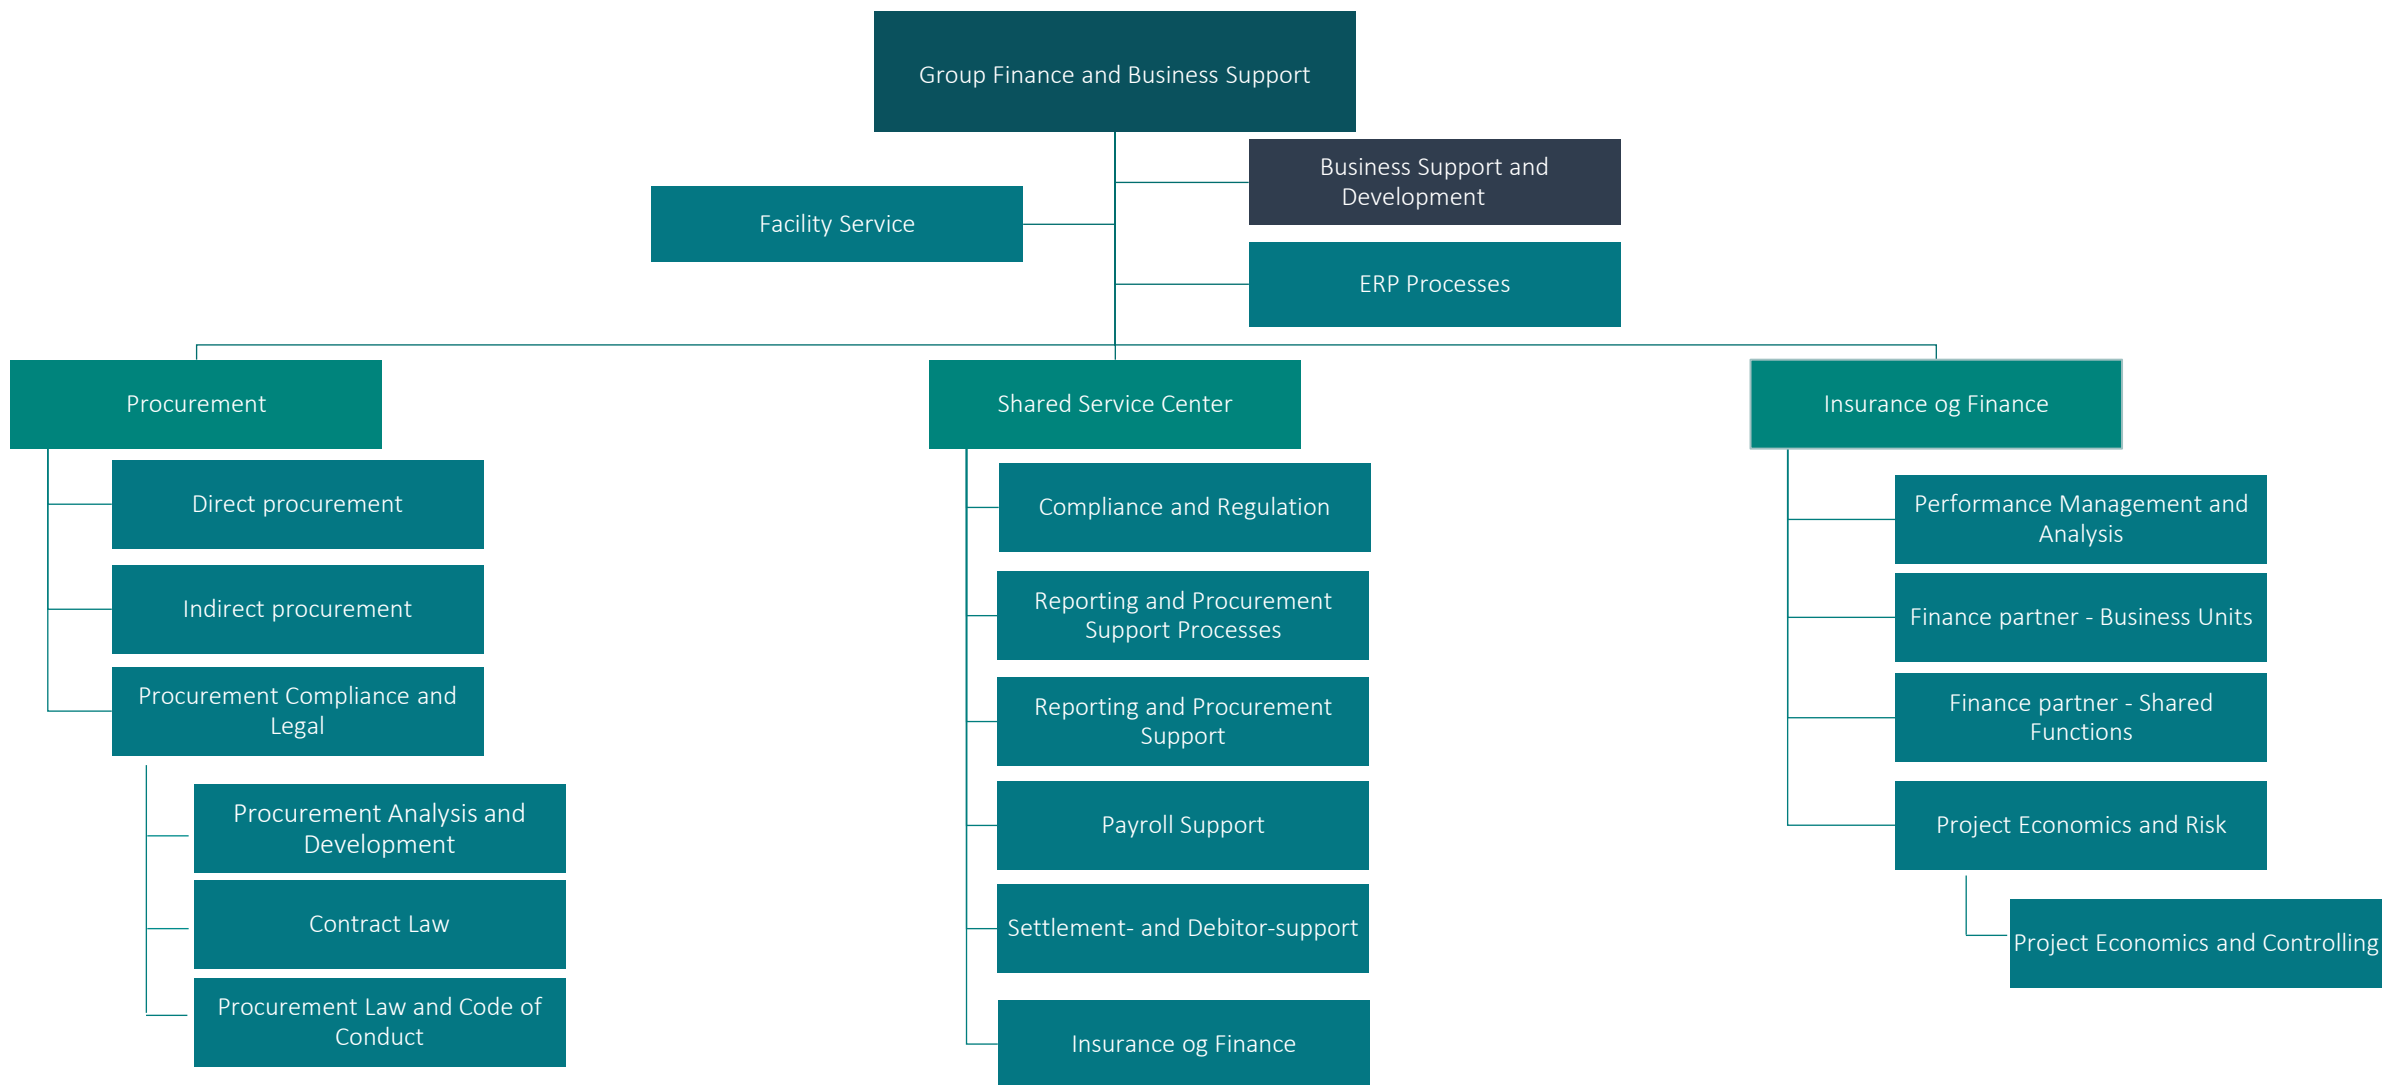 Group Finance and Business Support
Business Support and
Development
Facility Service
ERP Processes
Procurement
Shared Service Center
Insurance og Finance
Direct procurement
Indirect procurement
Procurement Compliance and
Legal
Procurement Analysis and
Development
Contract Law
Procurement Law and Code of
Conduct
Compliance and Regulation
Reporting and Procurement
Support Processes
Reporting and Procurement
Support
Payroll Support
Settlement- and Debitor-support
Insurance og Finance
Performance Management and
Analysis
Finance partner - Business Units
Finance partner - Shared
Functions
Project Economics and Risk
Project Economics and Controlling